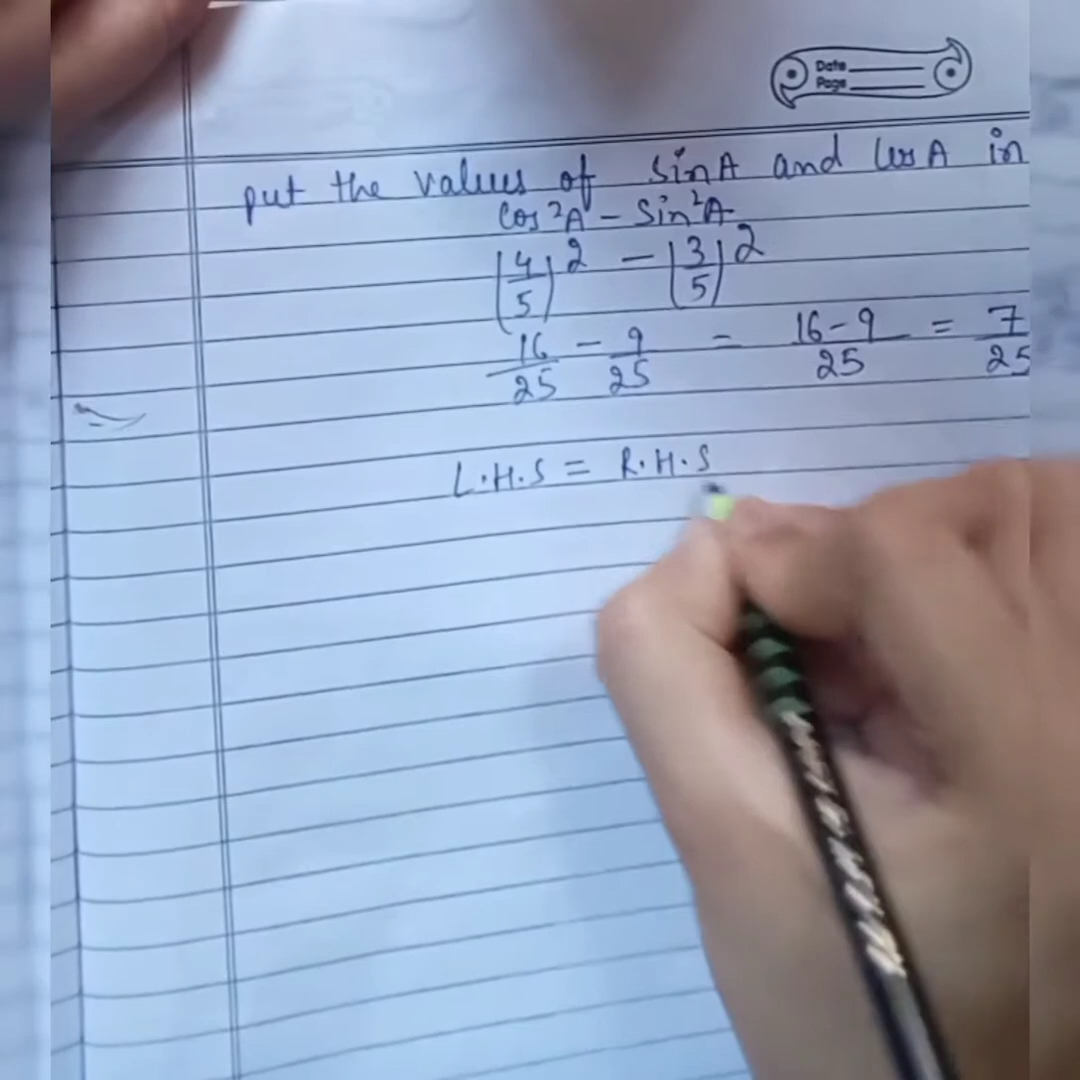 Date
Page
put the values of sinA and cosA in
cos²A - Sin²A
(4/5)² - (3/5)²
16/25 - 9/25 = 16-9/25 = 7/25
L.H.S = R.H.S